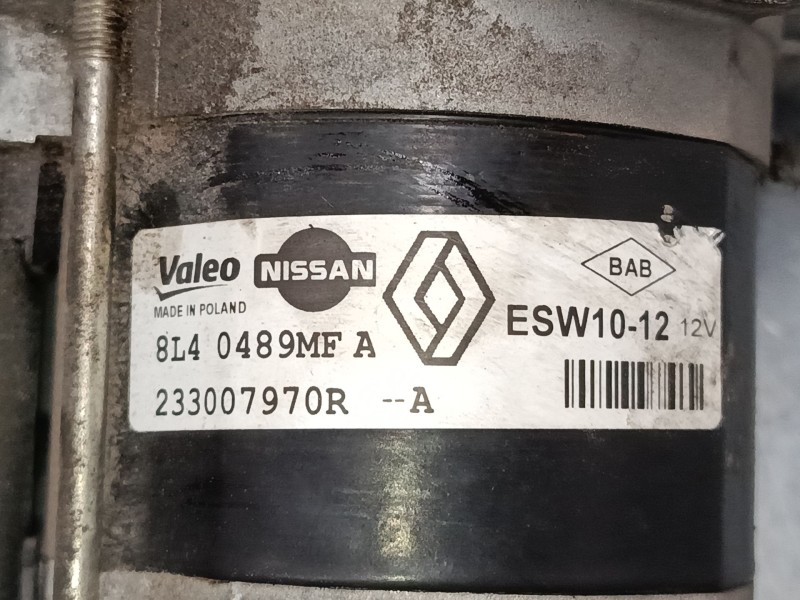 Valeo NISSAN
MADE IN POLAND
BAB
ESW10-12 12V
8L4 0489MF A
233007970R --A